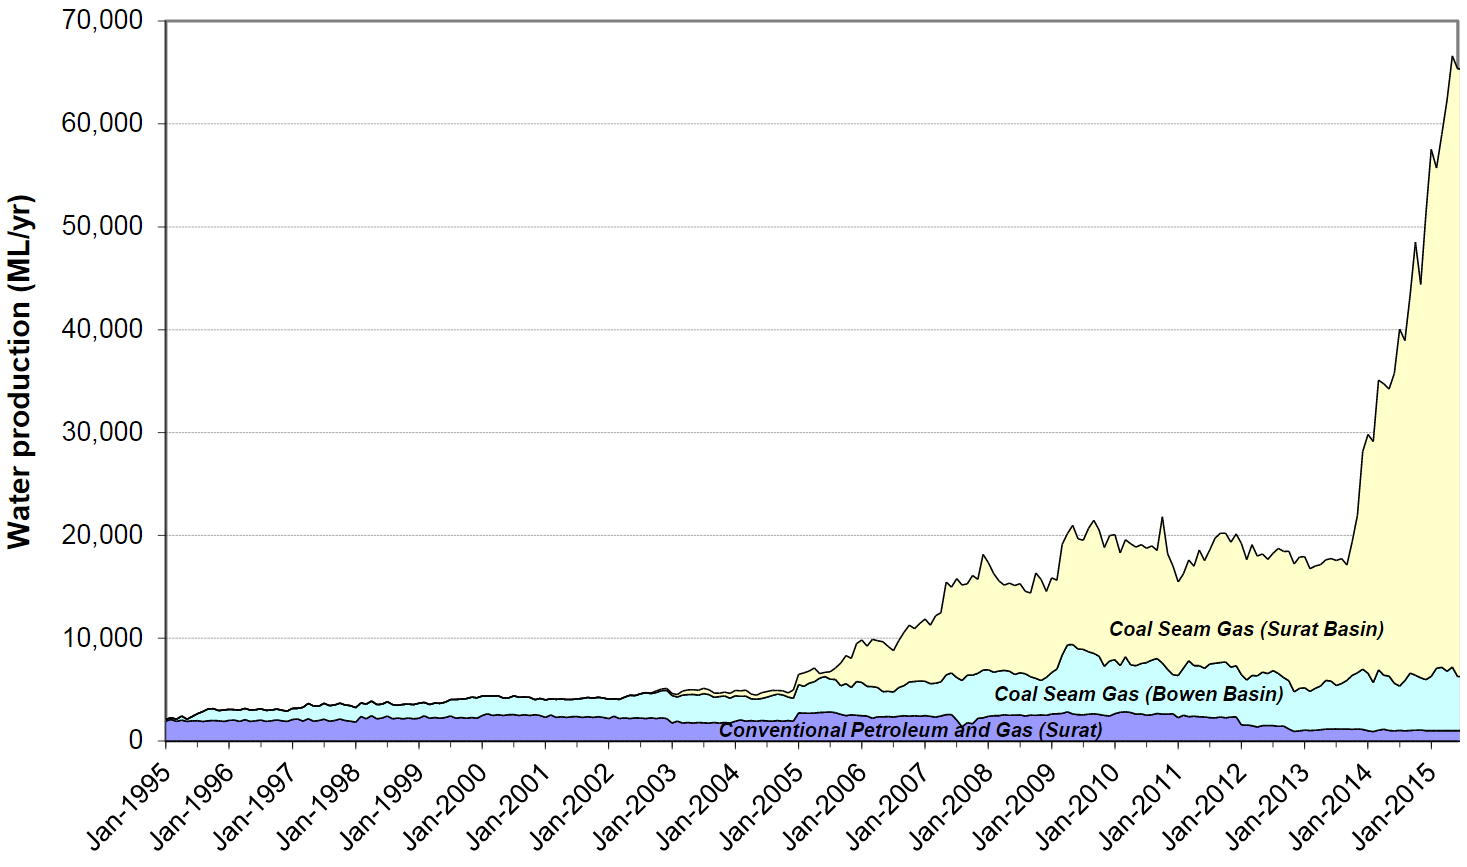 70,000
60,000
50,000
40,000
30,000
20,000
10,000
0
Water production (ML/yr)
Coal Seam Gas (Surat Basin)
Coal Seam Gas (Bowen Basin)
Conventional Petroleum and Gas (Surat)
Jan-1995
Jan-1996
Jan-1997
Jan-1998
Jan-1999
Jan-2000
Jan-2001
Jan-2002
Jan-2003
Jan-2004
Jan-2005
Jan-2006
Jan-2007
Jan-2008
Jan-2009
Jan-2010
Jan-2011
Jan-2012
Jan-2013
Jan-2014
Jan-2015